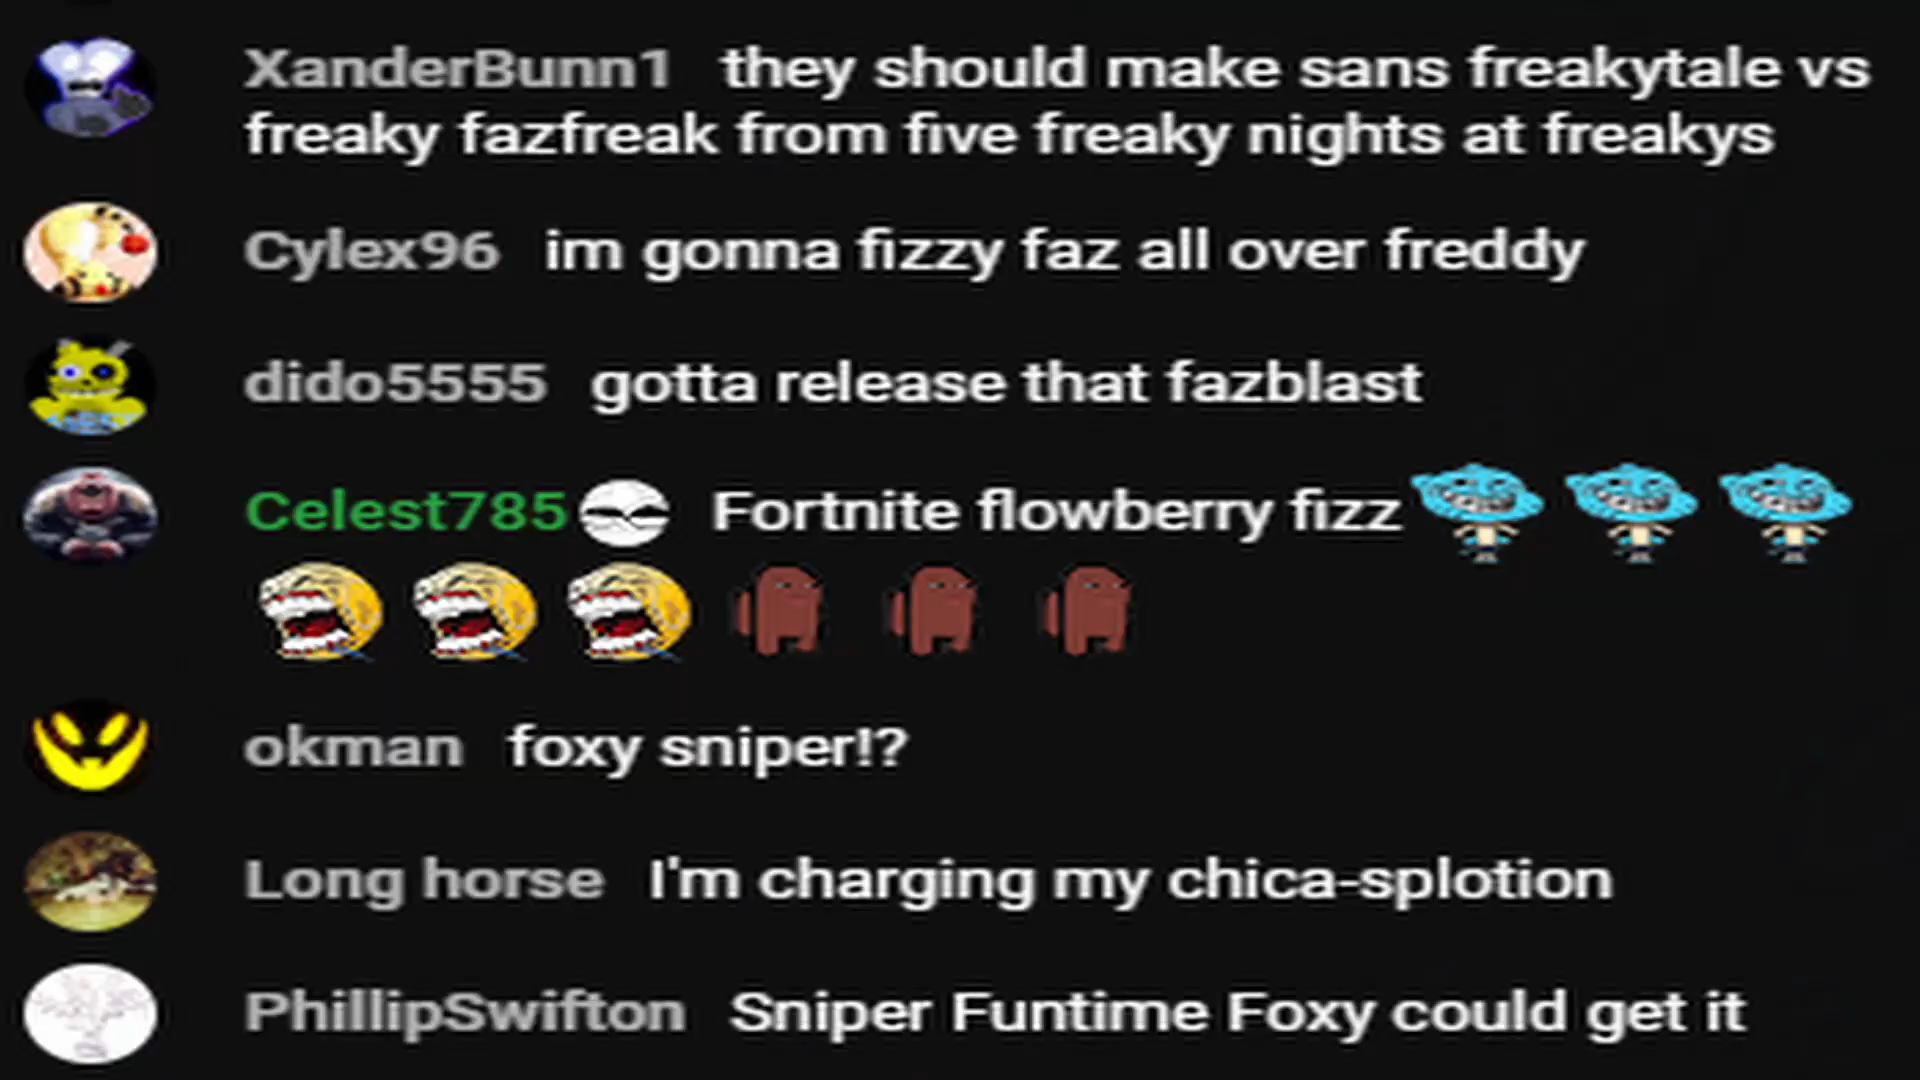 XanderBunn1 they should make sans freakytale vs
freaky fazfreak from five freaky nights at freakys
Cylex96 im gonna fizzy faz all over freddy
dido5555 gotta release that fazblast
Celest785 Fortnite flowberry fizz
okman foxy sniper!?
Long horse I'm charging my chica-splotion
PhillipSwifton Sniper Funtime Foxy could get it